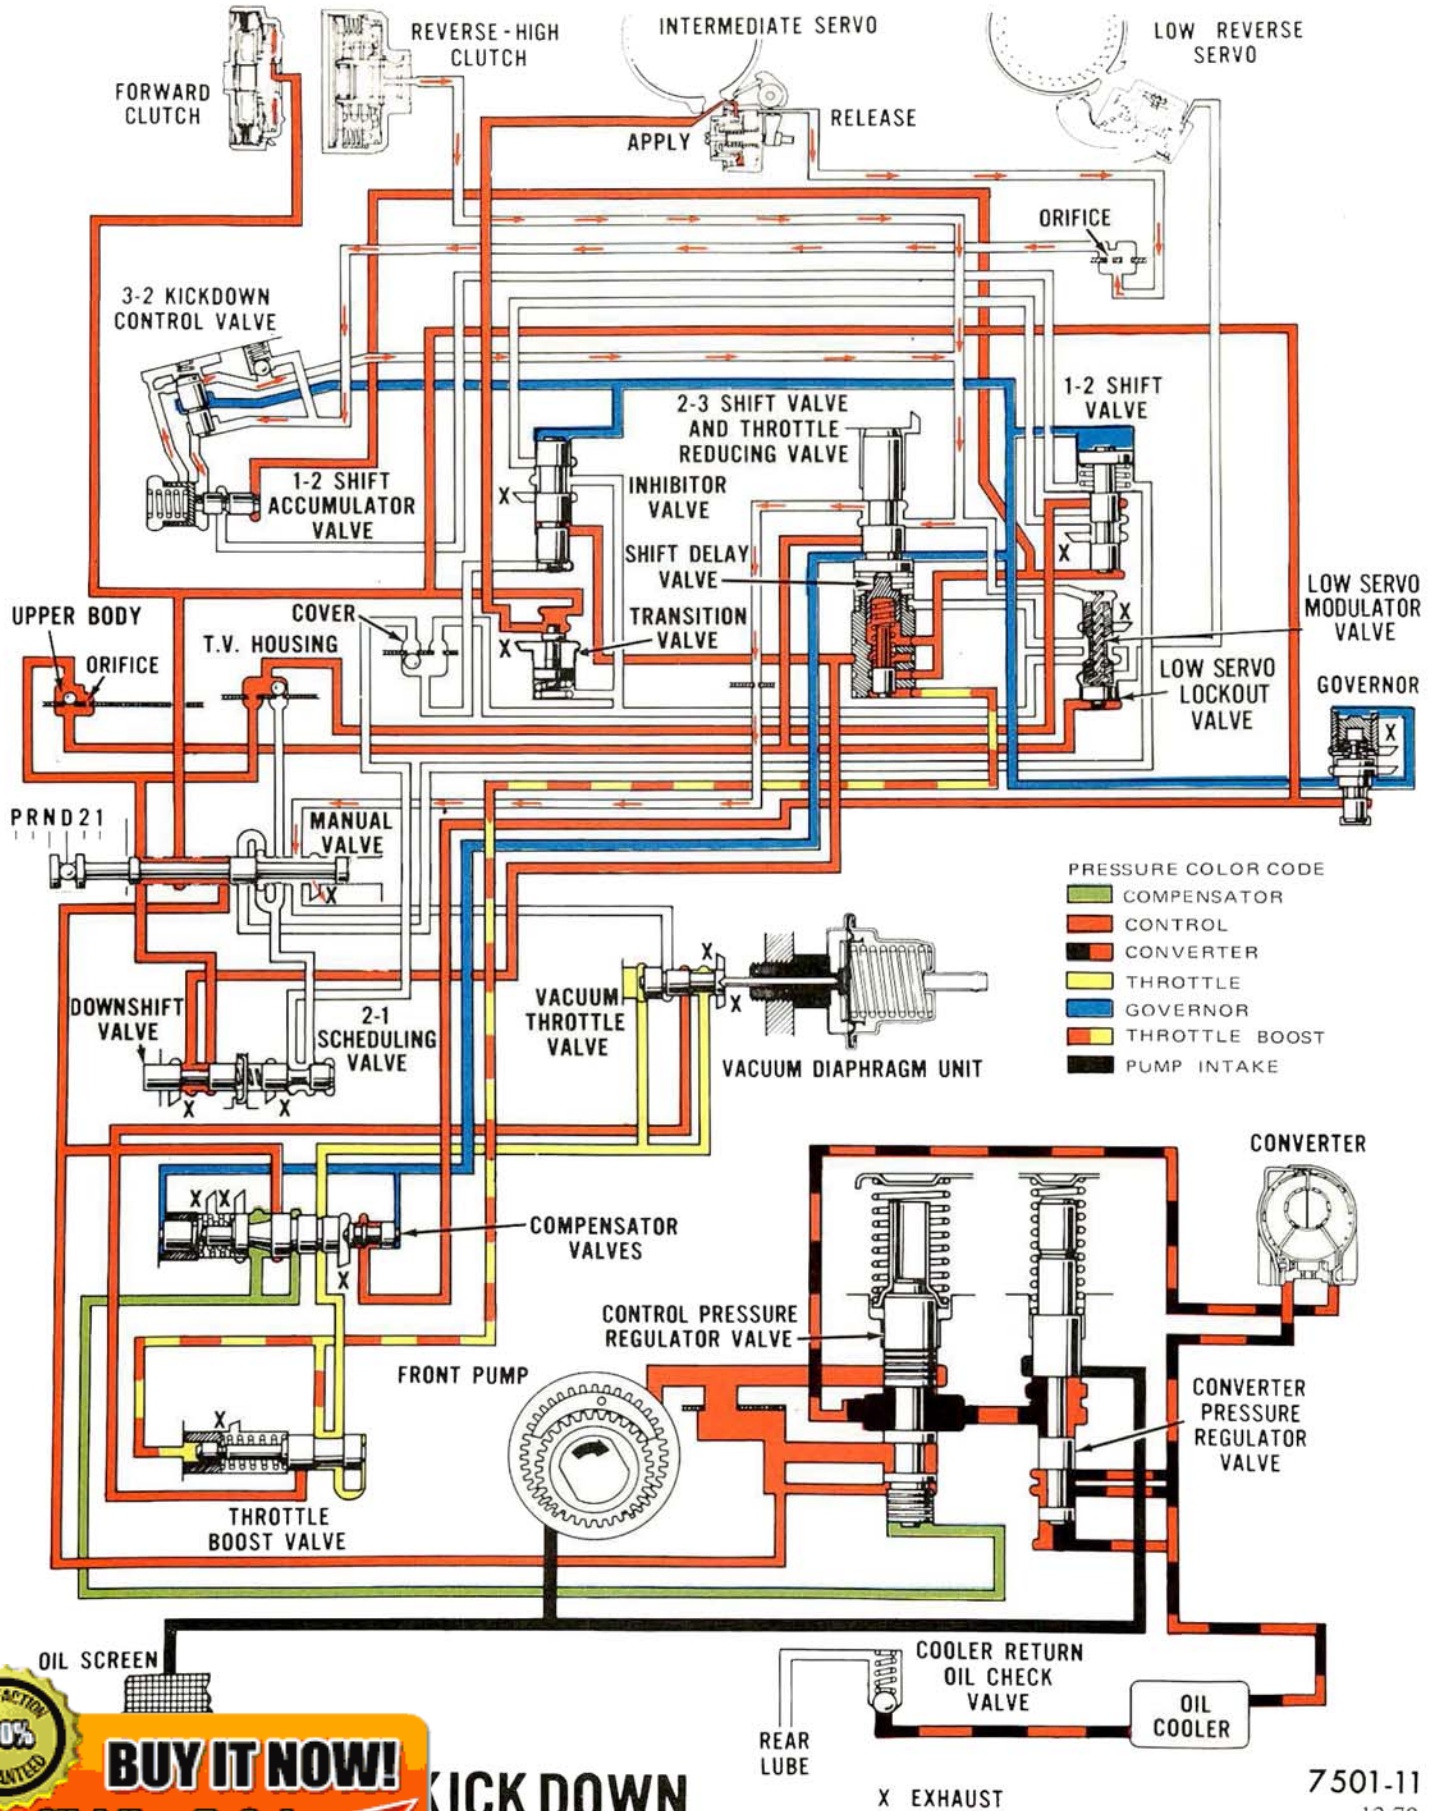 FORWARD
CLUTCH
REVERSE-HIGH
CLUTCH
INTERMEDIATE SERVO
APPLY
RELEASE
LOW REVERSE
SERVO
ORIFICE
3-2 KICKDOWN
CONTROL VALVE
1-2 SHIFT
ACCUMULATOR
VALVE
X
INHIBITOR
VALVE
2-3 SHIFT VALVE
AND THROTTLE
REDUCING VALVE
1-2 SHIFT
VALVE
X
SHIFT DELAY
VALVE
TRANSITION
VALVE
X
X
LOW SERVO
MODULATOR
VALVE
LOW SERVO
LOCKOUT
VALVE
GOVERNOR
X
UPPER BODY
ORIFICE
T.V. HOUSING
COVER
PRND21
MANUAL
VALVE
X
DOWNSHIFT
VALVE
2-1
SCHEDULING
VALVE
X
X
VACUUM
THROTTLE
VALVE
X
X
VACUUM DIAPHRAGM UNIT
PRESSURE COLOR CODE
COMPENSATOR
CONTROL
CONVERTER
THROTTLE
GOVERNOR
THROTTLE BOOST
PUMP INTAKE
X X
X
COMPENSATOR
VALVES
CONVERTER
CONTROL PRESSURE
REGULATOR VALVE
FRONT PUMP
CONVERTER
PRESSURE
REGULATOR
VALVE
X
THROTTLE
BOOST VALVE
OIL SCREEN
COOLER RETURN
OIL CHECK
VALVE
OIL
COOLER
REAR
LUBE
X EXHAUST
BUY IT NOW!
KICK DOWN
7501-11